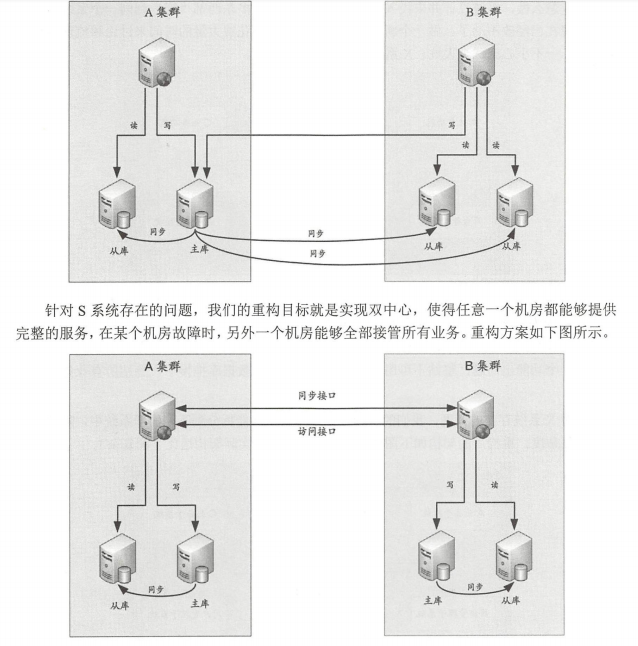 A 集群
B 集群
读
写
写
读
读
同步
同步
同步
从库
主库
从库
从库
针对 S 系统存在的问题，我们的重构目标就是实现双中心，使得任意一个机房都能够提供
完整的服务，在某个机房故障时，另外一个机房能够全部接管所有业务。重构方案如下图所示。
A 集群
B 集群
同步接口
访问接口
读
写
写
读
同步
同步
从库
主库
主库
从库